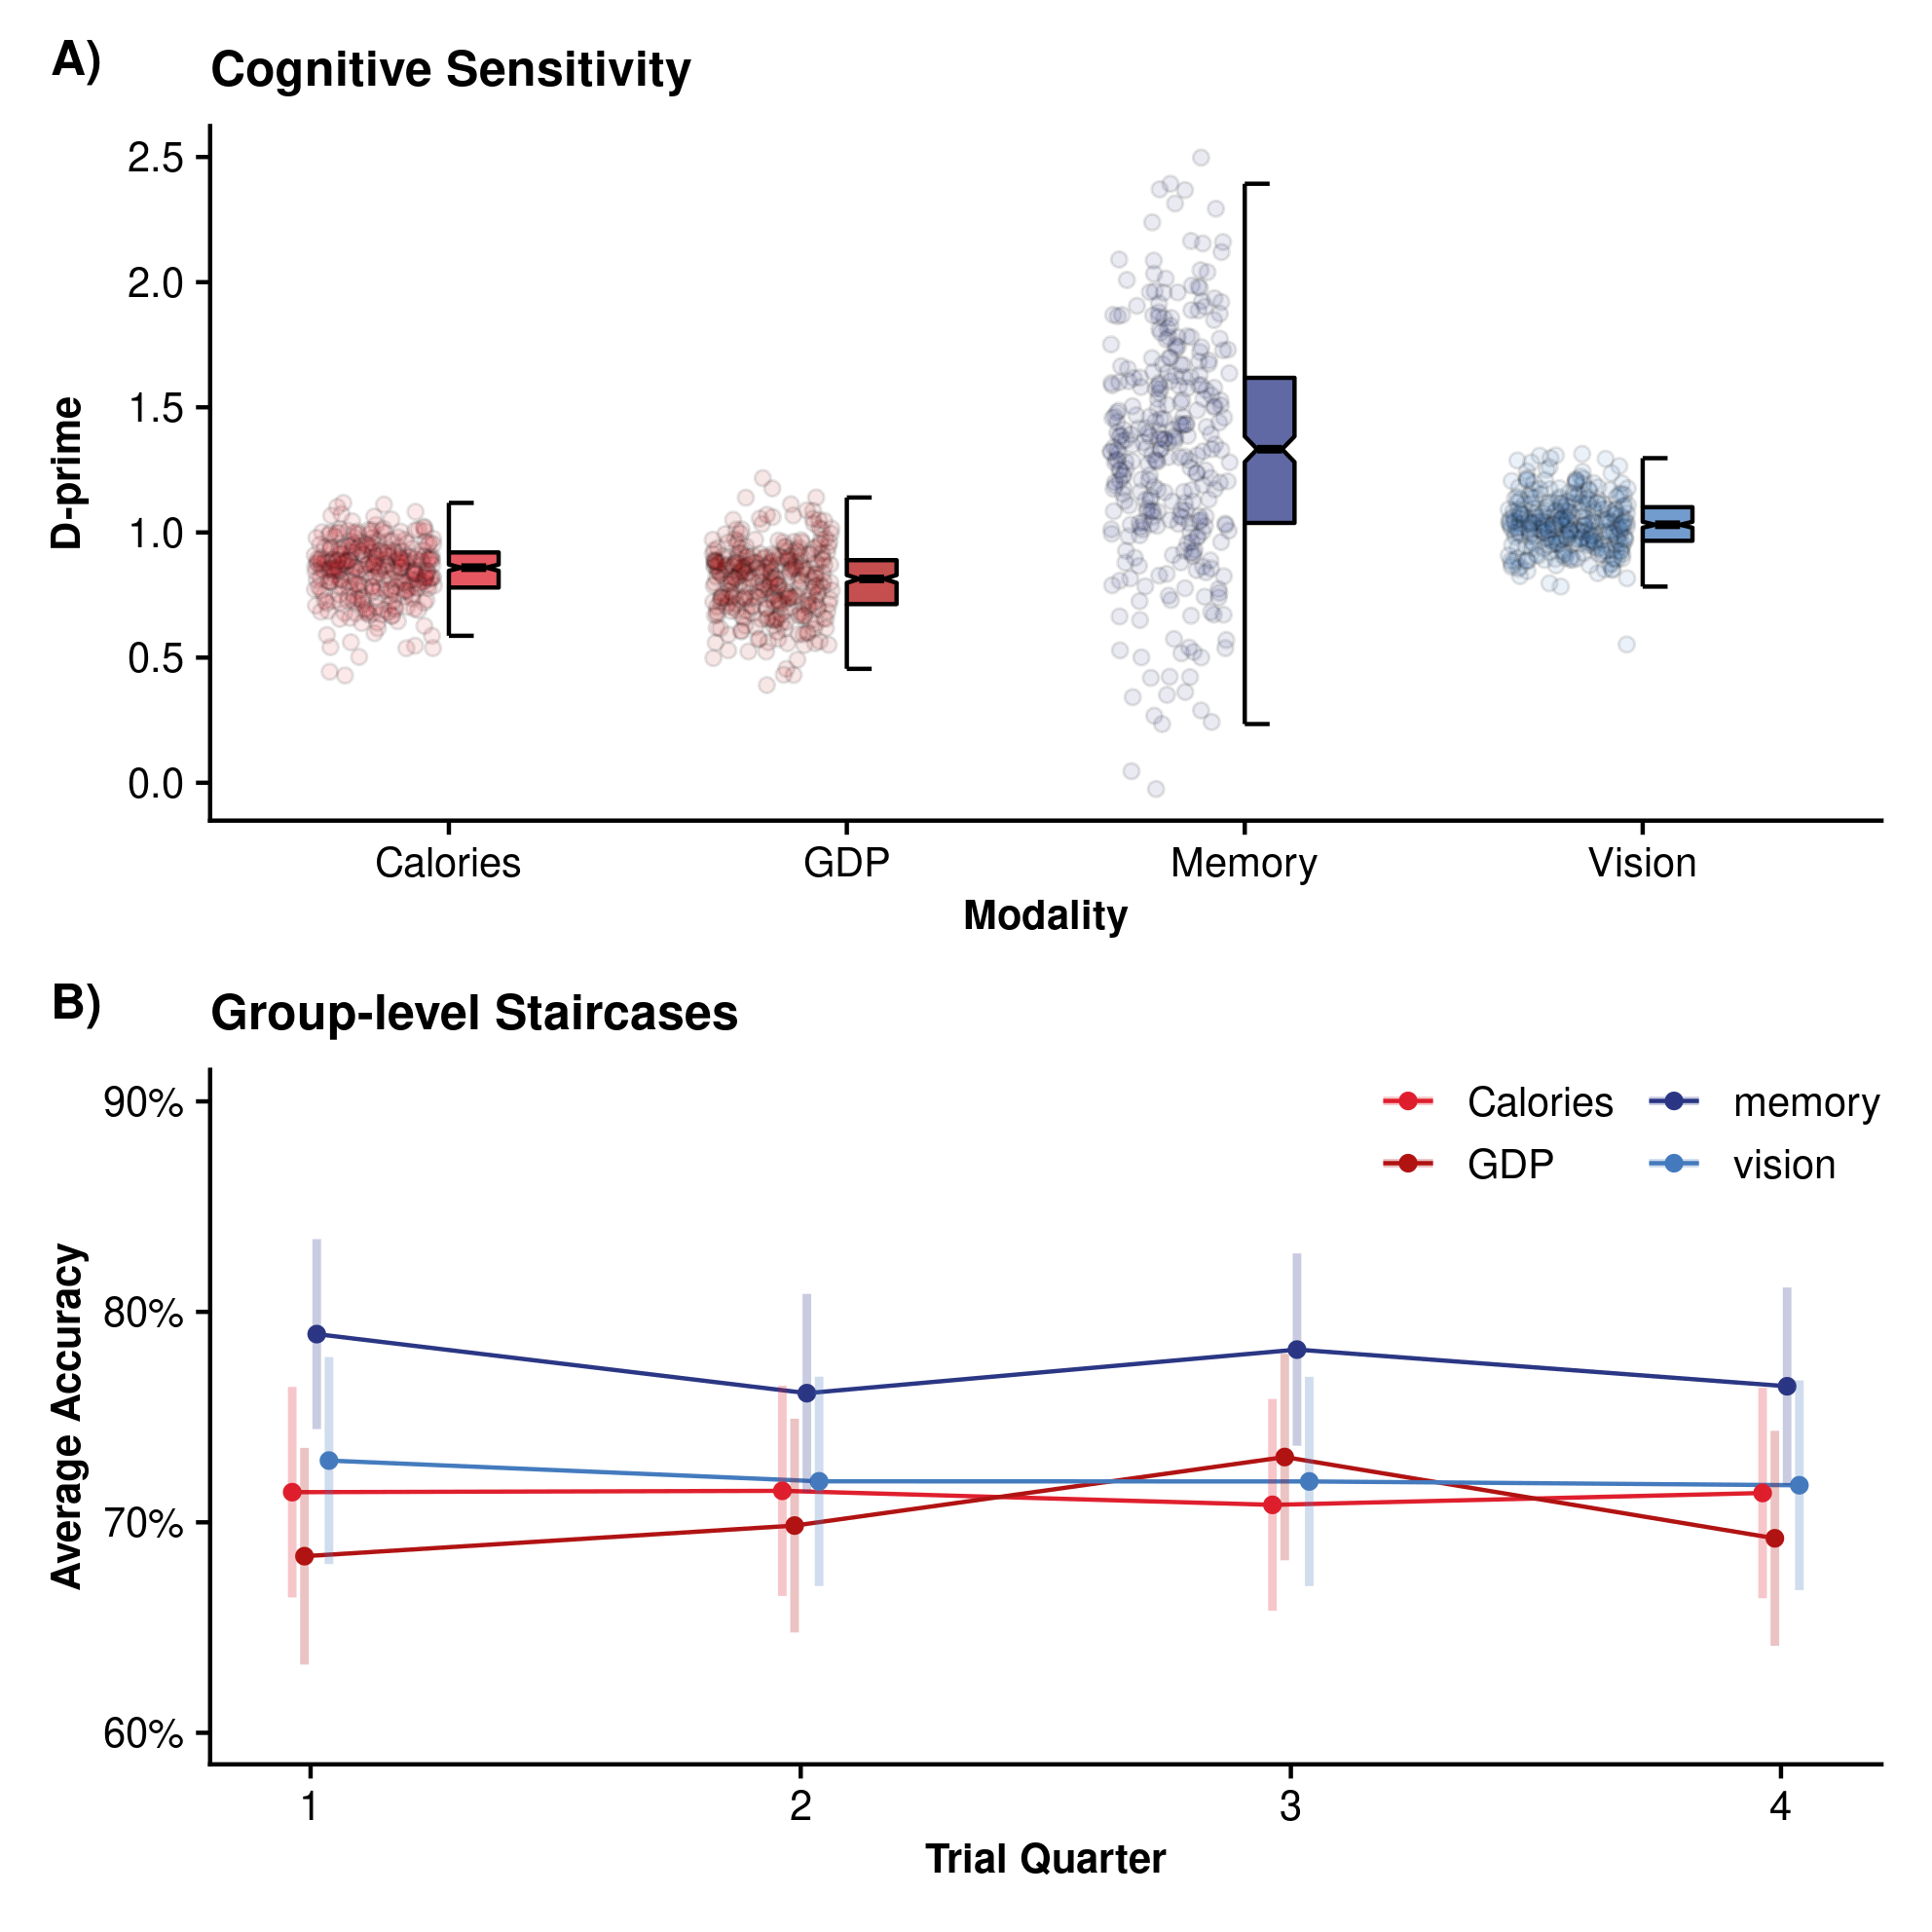 A)
Cognitive Sensitivity
D-prime
2.5
2.0
1.5
1.0
0.5
0.0
Calories GDP Memory Vision
Modality
B)
Group-level Staircases
Average Accuracy
90%
80%
70%
60%
Calories memory
GDP vision
1 2 3 4
Trial Quarter